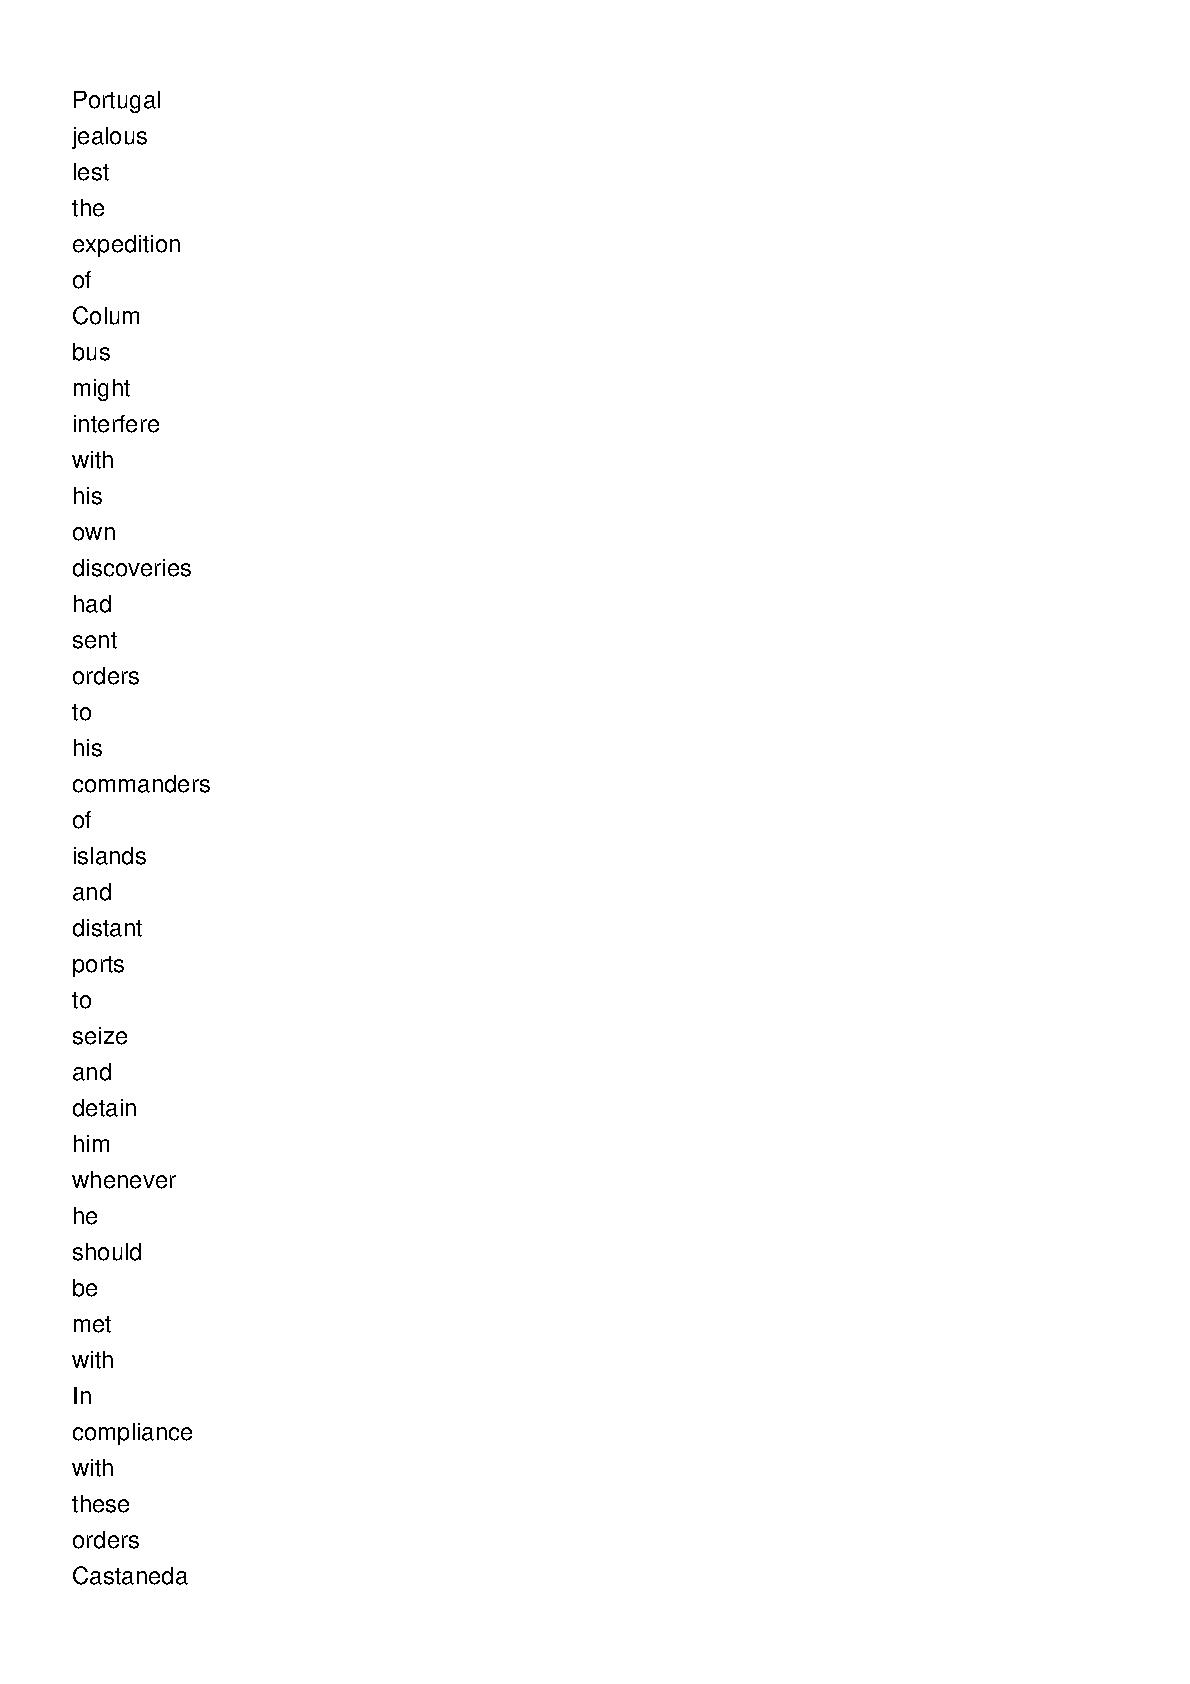 Portugal
jealous
lest
the
expedition
of
Colum
bus
might
interfere
with
his
own
discoveries
had
sent
orders
to
his
commanders
of
islands
and
distant
ports
to
seize
and
detain
him
whenever
he
should
be
met
with
In
compliance
with
these
orders
Castaneda